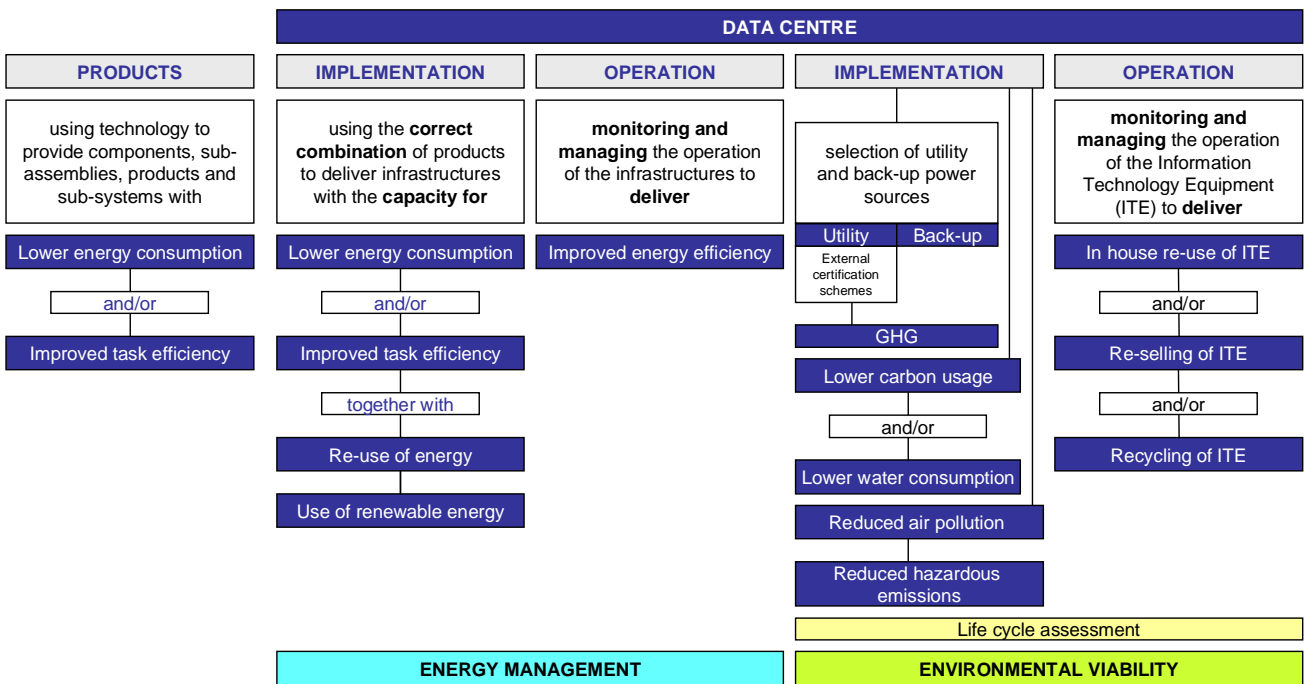 DATA CENTRE
PRODUCTS
IMPLEMENTATION
OPERATION
IMPLEMENTATION
OPERATION
using technology to
provide components, sub-
assemblies, products and
sub-systems with
using the correct
combination of products
to deliver infrastructures
with the capacity for
monitoring and
managing the operation
of the infrastructures to
deliver
selection of utility
and back-up power
sources
monitoring and
managing the operation
of the Information
Technology Equipment
(ITE) to deliver
Lower energy consumption
and/or
Improved task efficiency
Lower energy consumption
and/or
Improved task efficiency
together with
Re-use of energy
Use of renewable energy
Improved energy efficiency
Utility
Back-up
External
certification
schemes
GHG
Lower carbon usage
and/or
Lower water consumption
Reduced air pollution
Reduced hazardous
emissions
In house re-use of ITE
and/or
Re-selling of ITE
and/or
Recycling of ITE
Life cycle assessment
ENERGY MANAGEMENT
ENVIRONMENTAL VIABILITY